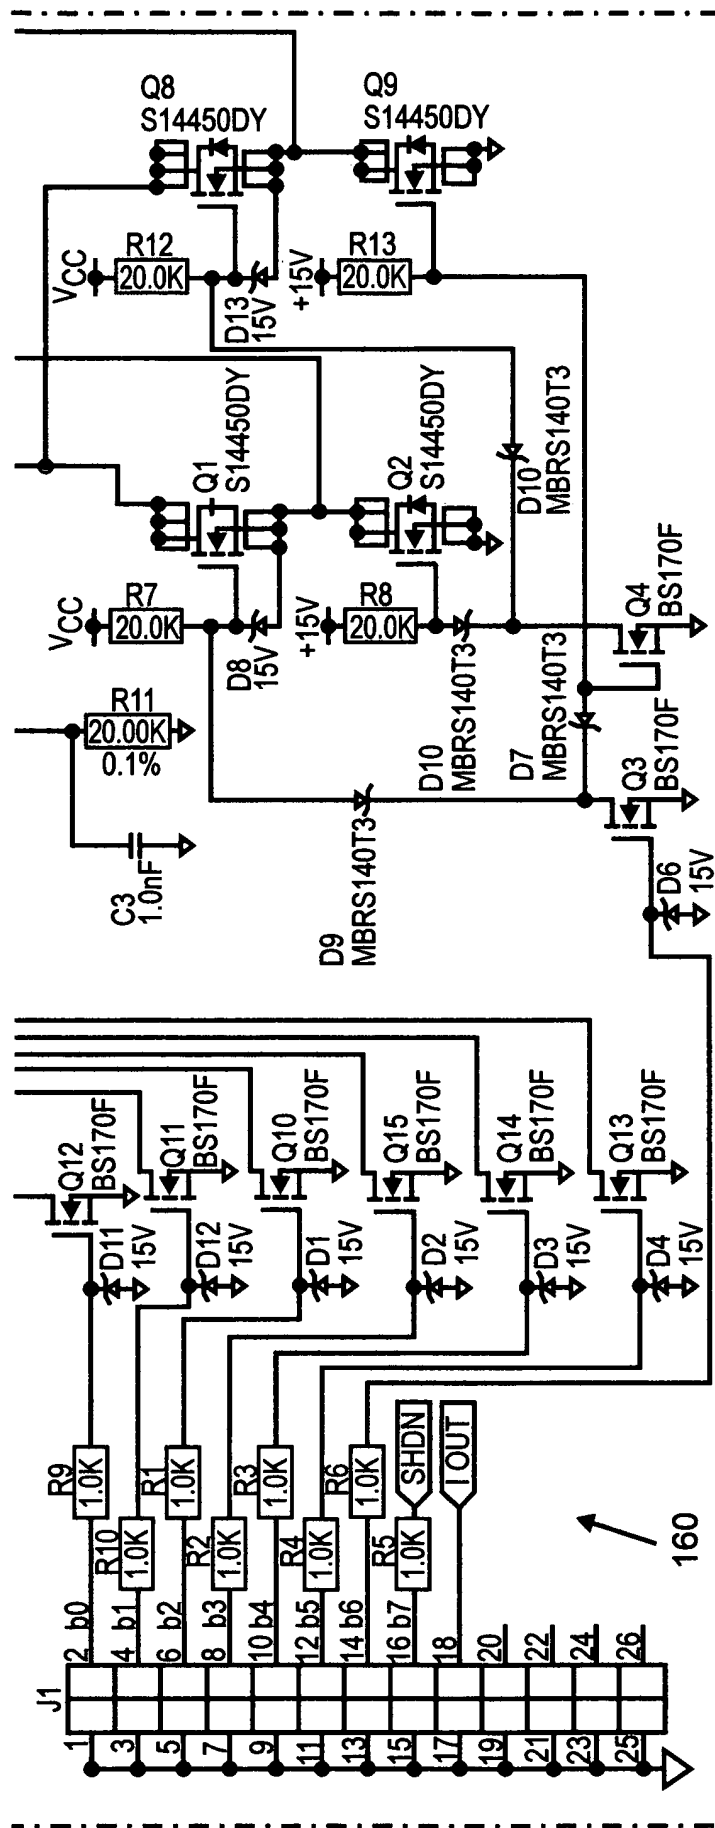 Q8
S14450DY
Q9
S14450DY
VCC
R12
20.0K
D13
15V
+15V
R13
20.0K
Q1
S14450DY
Q2
S14450DY
D10
MBRS140T3
VCC
R7
20.0K
D8
15V
+15V
R8
20.0K
Q4
BS170F
R11
20.00K
0.1%
D10
MBRS140T3
D7
MBRS140T3
Q3
BS170F
C3
1.0nF
D9
MBRS140T3
D6
15V
Q12
BS170F
Q11
BS170F
Q10
BS170F
Q15
BS170F
Q14
BS170F
Q13
BS170F
D11
15V
D12
15V
D1
15V
D2
15V
D3
15V
D4
15V
R9
1.0K
R10
1.0K
R1
1.0K
R2
1.0K
R3
1.0K
R4
1.0K
R6
1.0K
R5
1.0K
SHDN
I OUT
160
J1
2 b0
4 b1
6 b2
8 b3
10 b4
12 b5
14 b6
16 b7
18
20
22
24
26
1
3
5
7
9
11
13
15
17
19
21
23
25